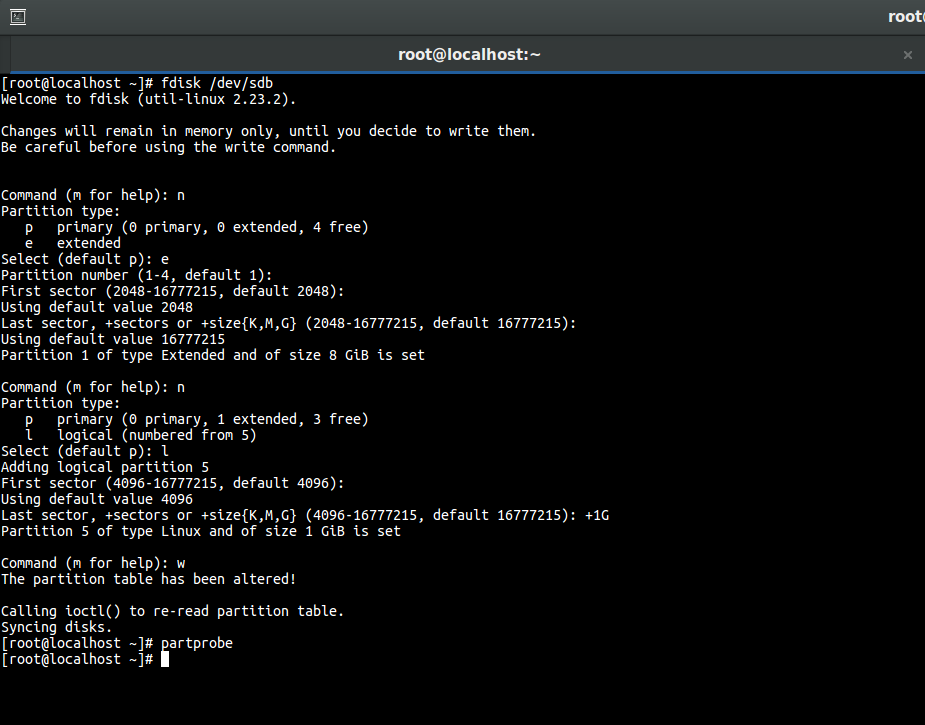 root
root@localhost:~ ×
[root@localhost ~]# fdisk /dev/sdb
Welcome to fdisk (util-linux 2.23.2).
Changes will remain in memory only, until you decide to write them.
Be careful before using the write command.
Command (m for help): n
Partition type:
   p   primary (0 primary, 0 extended, 4 free)
   e   extended
Select (default p): e
Partition number (1-4, default 1):
First sector (2048-16777215, default 2048):
Using default value 2048
Last sector, +sectors or +size{K,M,G} (2048-16777215, default 16777215):
Using default value 16777215
Partition 1 of type Extended and of size 8 GiB is set
Command (m for help): n
Partition type:
   p   primary (0 primary, 1 extended, 3 free)
   l   logical (numbered from 5)
Select (default p): l
Adding logical partition 5
First sector (4096-16777215, default 4096):
Using default value 4096
Last sector, +sectors or +size{K,M,G} (4096-16777215, default 16777215): +1G
Partition 5 of type Linux and of size 1 GiB is set
Command (m for help): w
The partition table has been altered!
Calling ioctl() to re-read partition table.
Syncing disks.
[root@localhost ~]# partprobe
[root@localhost ~]#